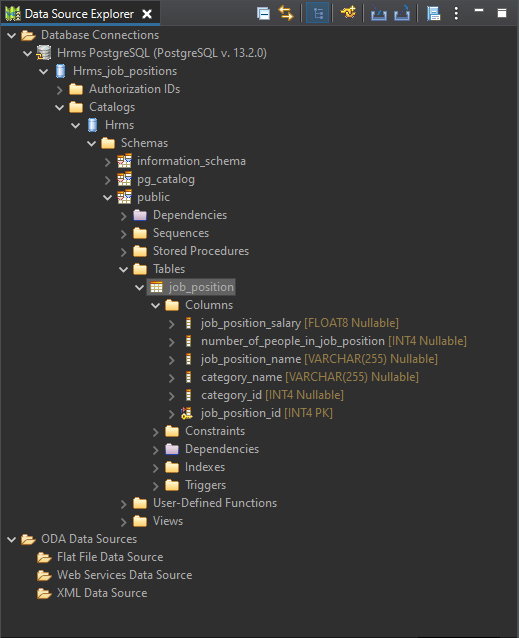 Data Source Explorer
Database Connections
Hrms PostgreSQL (PostgreSQL v. 13.2.0)
Hrms_job_positions
Authorization IDs
Catalogs
Hrms
Schemas
information_schema
pg_catalog
public
Dependencies
Sequences
Stored Procedures
Tables
job_position
Columns
job_position_salary [FLOAT8 Nullable]
number_of_people_in_job_position [INT4 Nullable]
job_position_name [VARCHAR(255) Nullable]
category_name [VARCHAR(255) Nullable]
category_id [INT4 Nullable]
job_position_id [INT4 PK]
Constraints
Dependencies
Indexes
Triggers
User-Defined Functions
Views
ODA Data Sources
Flat File Data Source
Web Services Data Source
XML Data Source